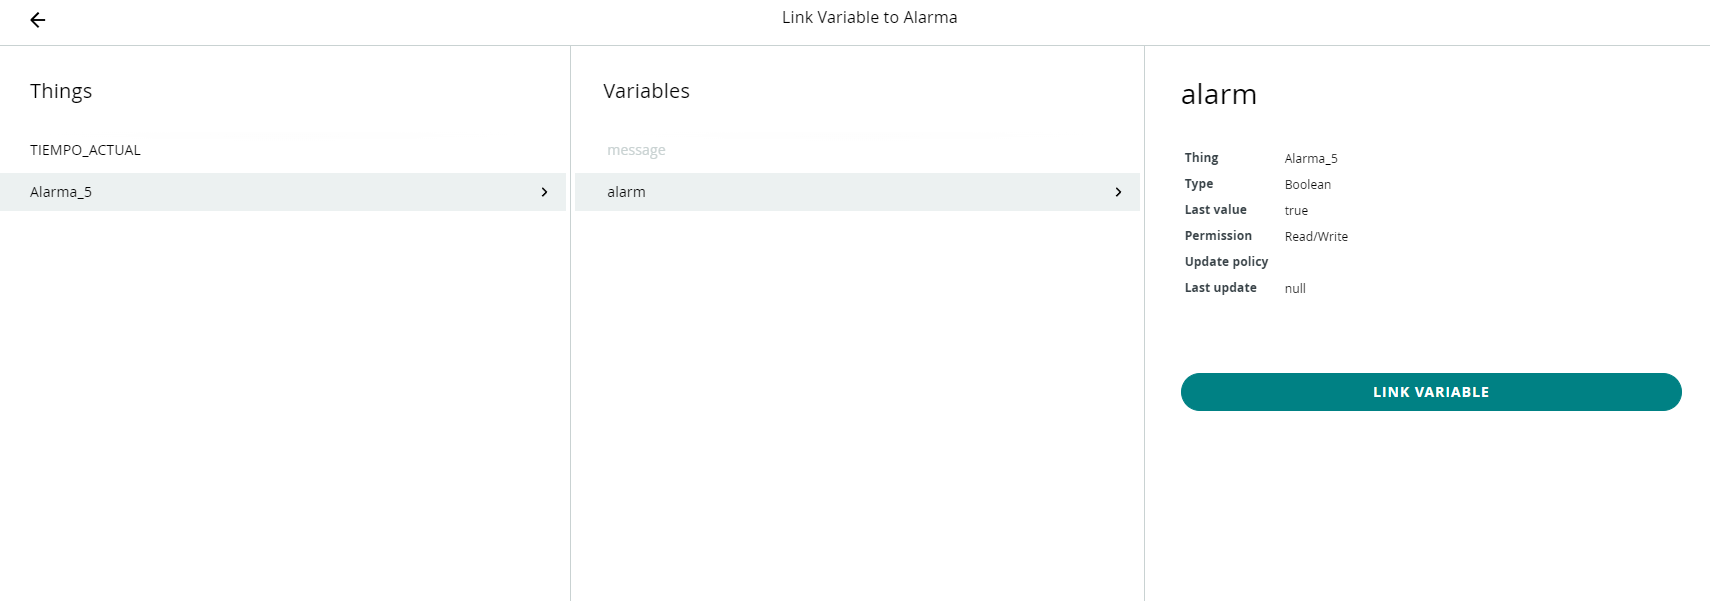 Link Variable to Alarma
Things
TIEMPO_ACTUAL
Alarma_5
Variables
message
alarm
alarm
Thing Alarma_5
Type Boolean
Last value true
Permission Read/Write
Update policy
Last update null
LINK VARIABLE